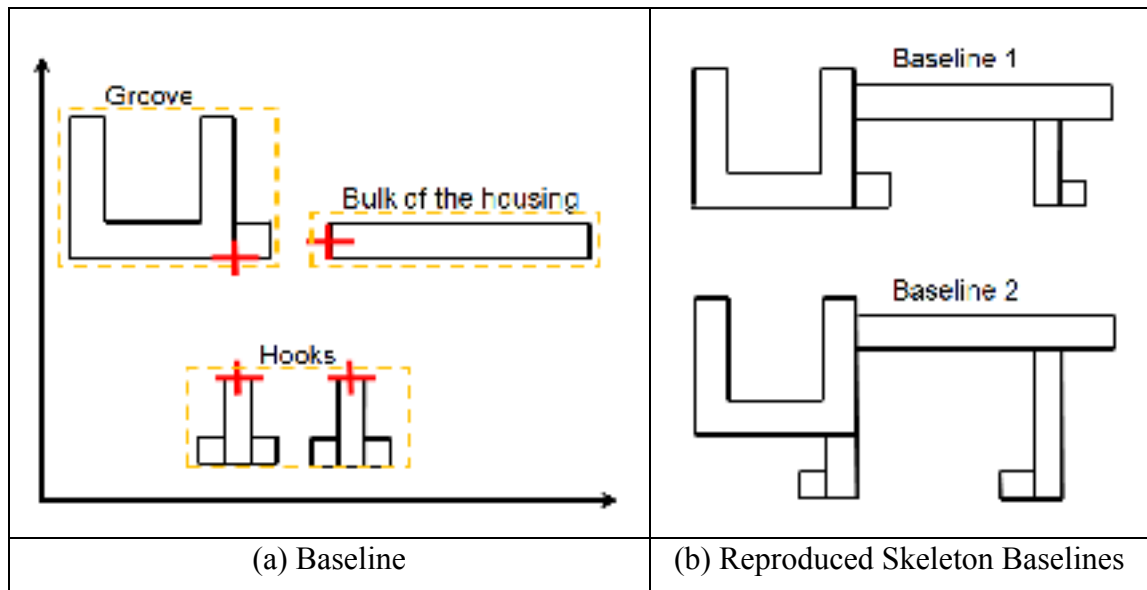 Groove
Bulk of the housing
Hooks
(a) Baseline
Baseline 1
Baseline 2
(b) Reproduced Skeleton Baselines